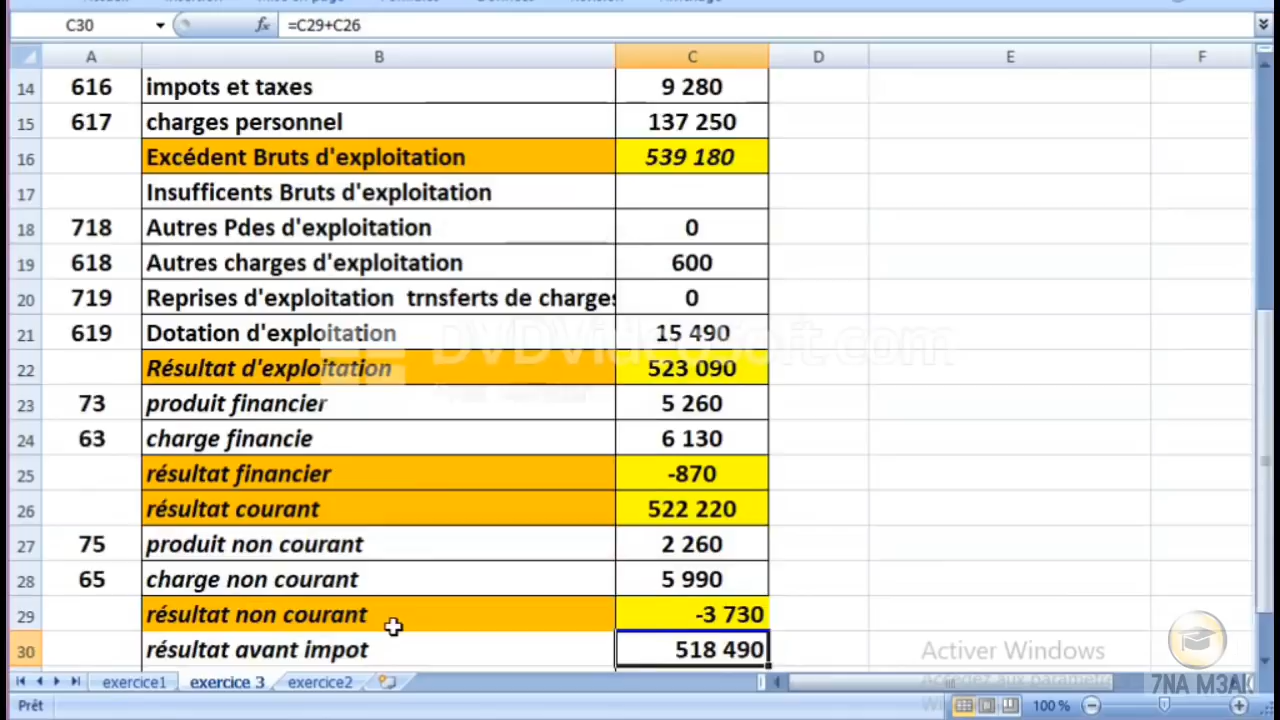 C30 fx =C29+C26
A B C D E F
14 616 impots et taxes 9 280
15 617 charges personnel 137 250
16 Excédent Bruts d'exploitation 539 180
17 Insufficents Bruts d'exploitation
18 718 Autres Pdes d'exploitation 0
19 618 Autres charges d'exploitation 600
20 719 Reprises d'exploitation trnsferts de charges 0
21 619 Dotation d'exploitation 15 490
22 Résultat d'exploitation 523 090
23 73 produit financier 5 260
24 63 charge financie 6 130
25 résultat financier -870
26 résultat courant 522 220
27 75 produit non courant 2 260
28 65 charge non courant 5 990
29 résultat non courant -3 730
30 résultat avant impot 518 490
Activer Windows
exercice1 exercice 3 exercice2
7NA M3AK
Prêt 100 %